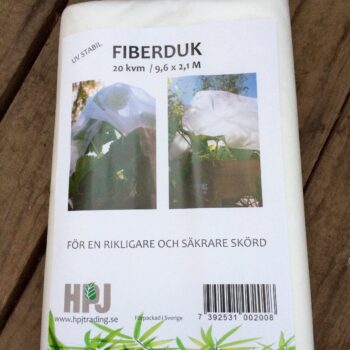 UV STABIL
FIBERDUK
20 kvm / 9,6 x 2,1 M
FÖR EN RIKLIGARE OCH SÄKRARE SKÖRD
HPJ
www.hpjtrading.se
Förpackad i Sverige
7 392531 002008